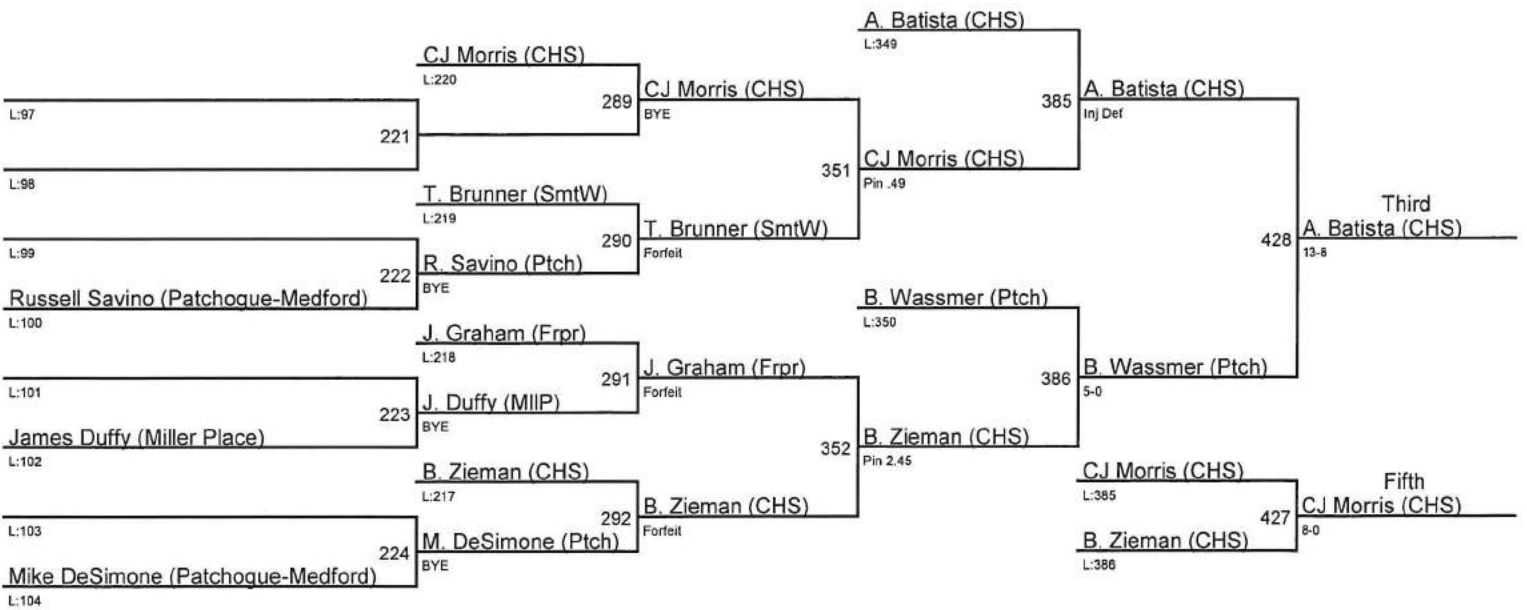 A. Batista (CHS)
L:349
CJ Morris (CHS)
L:220
289
CJ Morris (CHS)
BYE
385
A. Batista (CHS)
Inj Def
L:97
221
L:98
351
CJ Morris (CHS)
Pin .49
T. Brunner (SmtW)
L:219
290
T. Brunner (SmtW)
Forfeit
L:99
222
R. Savino (Ptch)
BYE
Russell Savino (Patchogue-Medford)
L:100
Third
428
A. Batista (CHS)
13-8
B. Wassmer (Ptch)
L:350
J. Graham (Frpr)
L:218
291
J. Graham (Frpr)
Forfeit
386
B. Wassmer (Ptch)
5-0
L:101
223
J. Duffy (MllP)
BYE
James Duffy (Miller Place)
L:102
352
B. Zieman (CHS)
Pin 2.45
B. Zieman (CHS)
L:217
292
B. Zieman (CHS)
Forfeit
CJ Morris (CHS)
L:385
Fifth
427
CJ Morris (CHS)
8-0
L:103
224
M. DeSimone (Ptch)
BYE
B. Zieman (CHS)
L:386
Mike DeSimone (Patchogue-Medford)
L:104